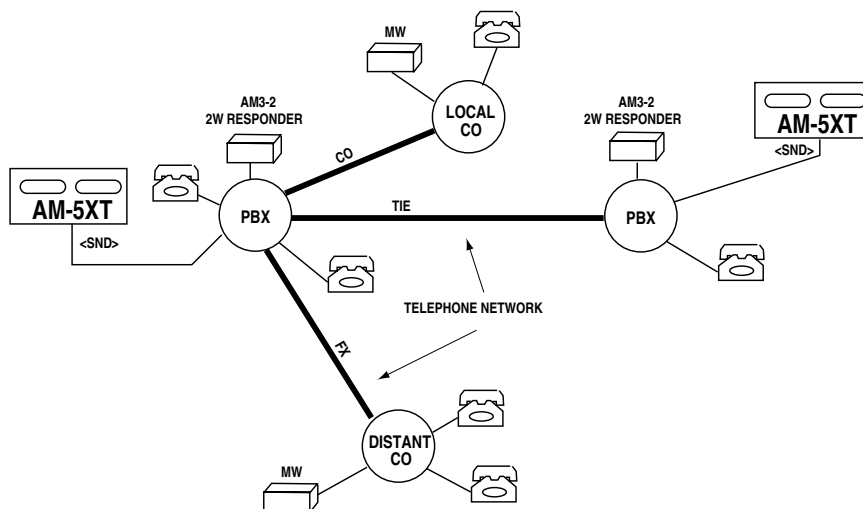 MW
LOCAL
CO
AM3-2
2W RESPONDER
AM3-2
2W RESPONDER
AM-5XT
<SND>
CO
AM-5XT
<SND>
PBX
TIE
PBX
TELEPHONE NETWORK
FX
DISTANT
CO
MW